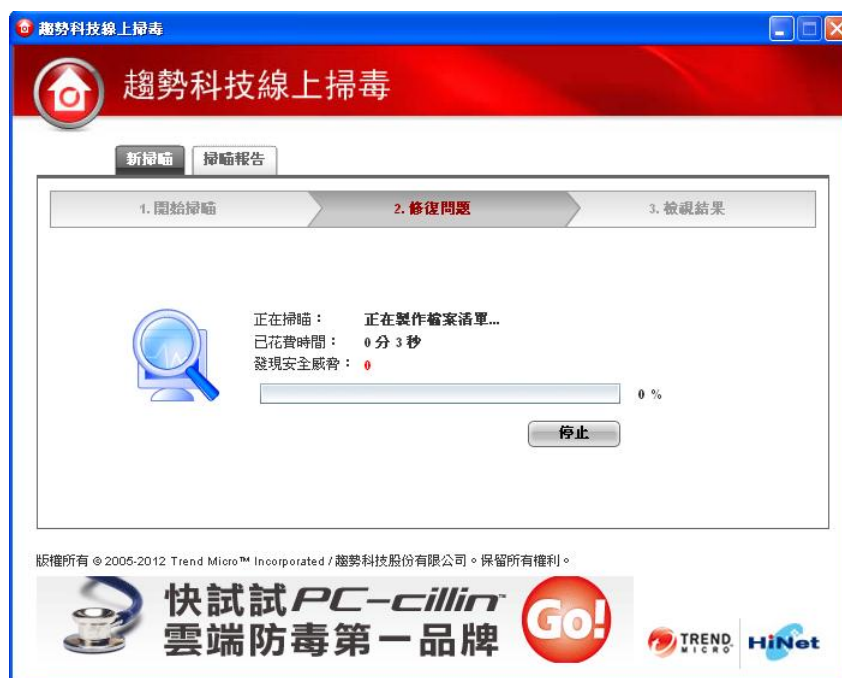 趨勢科技線上掃毒
趨勢科技線上掃毒
新掃瞄 掃瞄報告
1. 開始掃瞄 2. 修復問題 3. 檢視結果
正在掃瞄： 正在製作檔案清單...
已花費時間： 0 分 3 秒
發現安全威脅： 0
0 %
停止
版權所有 © 2005-2012 Trend Micro™ Incorporated / 趨勢科技股份有限公司。保留所有權利。
快試試PC-cillin™
雲端防毒第一品牌
Go!
TREND MICRO
HiNet